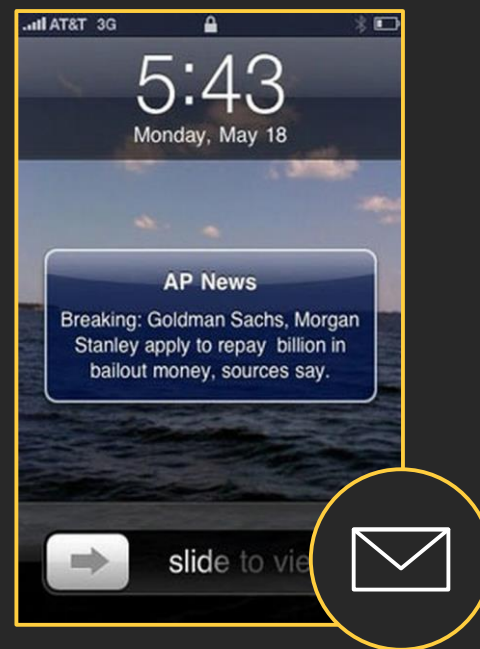 AT&T 3G
5:43
Monday, May 18
AP News
Breaking: Goldman Sachs, Morgan
Stanley apply to repay billion in
bailout money, sources say.
slide to vie